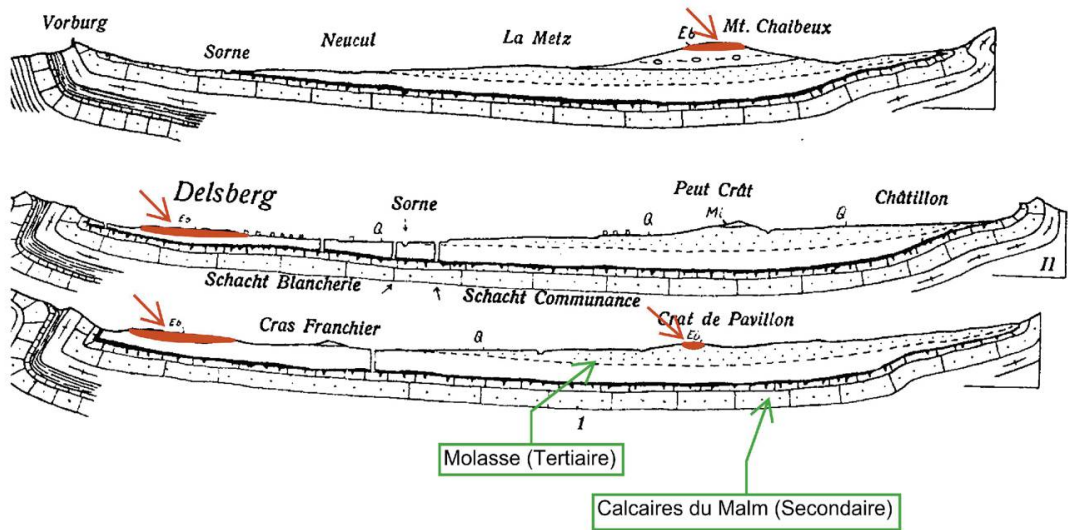 Vorburg
Sorne
Neucul
La Metz
Eb
Mt. Chaibeux
Delsberg
Eb
Sorne
Q
Q
Peut Crât
Mi
Q
Châtillon
II
Schacht Blancherie
Schacht Communance
Eb
Cras Franchier
Q
Crat de Pavillon
Eb
1
Molasse (Tertiaire)
Calcaires du Malm (Secondaire)